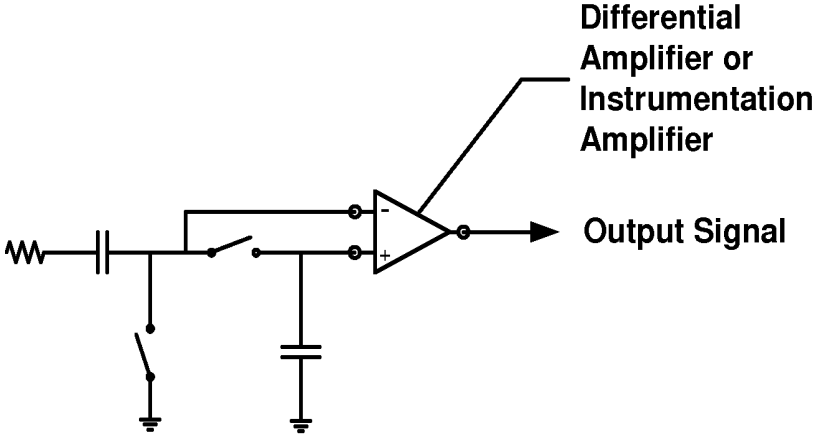 Differential
Amplifier or
Instrumentation
Amplifier
-
+
Output Signal